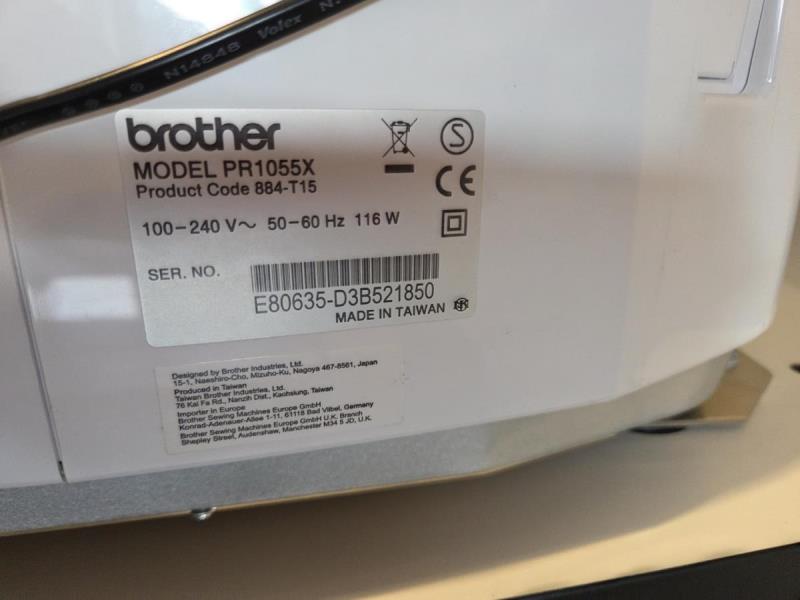 N14848 Volex N.
brother
MODEL PR1055X
Product Code 884-T15
100-240 V~ 50-60 Hz 116 W
SER. NO.
E80635-D3B521850
MADE IN TAIWAN
Designed by Brother Industries, Ltd.
15-1, Naeshiro-Cho, Mizuho-Ku, Nagoya 467-8561, Japan
Produced in Taiwan
Taiwan Brother Industries, Ltd.
76 Kai Fa Rd., Nanzih Dist., Kaohsiung, Taiwan
Importer in Europe
Brother Sewing Machines Europe GmbH
Konrad-Adenauer-Allee 1-11, 61118 Bad Vilbel, Germany
Brother Sewing Machines Europe GmbH U.K. Branch
Shepley Street, Audenshaw, Manchester M34 5 JD, U.K.
S
CE